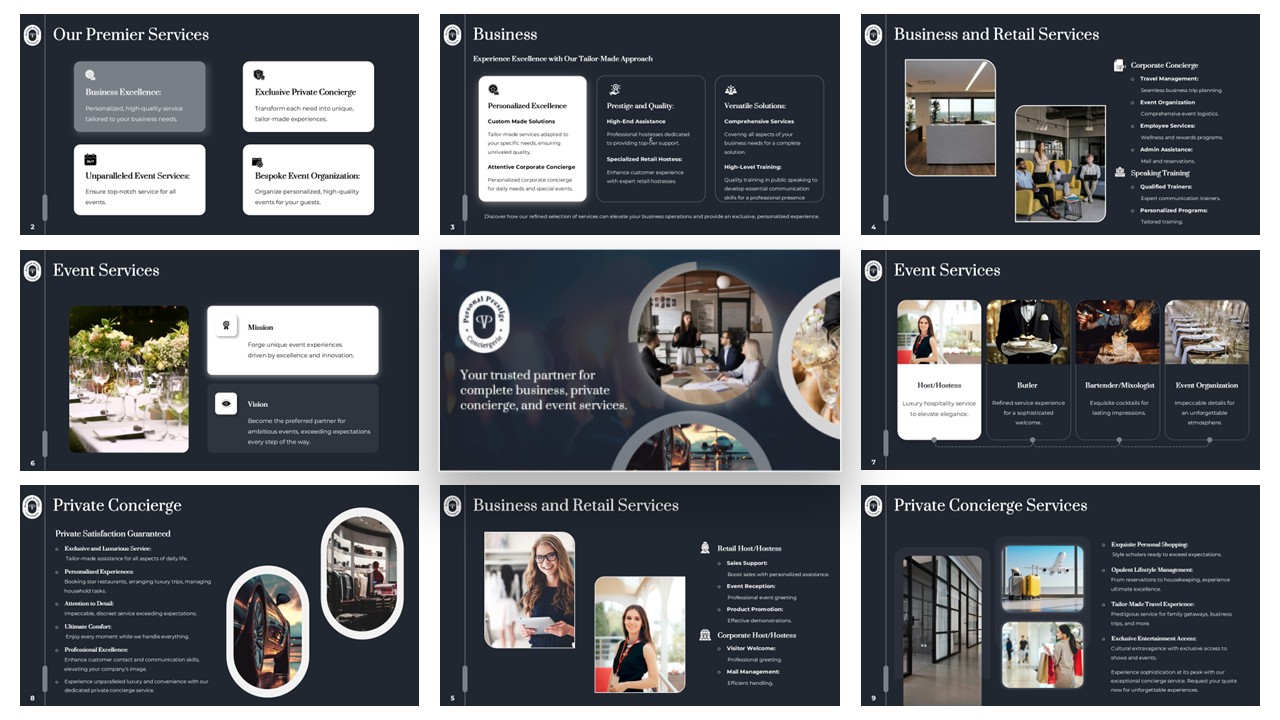 Our Premier Services
Business Excellence:
Personalized, high-quality service
tailored to your business needs.
Exclusive Private Concierge
Transform each need into unique,
tailor-made experiences.
Unparalleled Event Services:
Ensure top-notch service for all
events.
Bespoke Event Organization:
Organize personalized, high-quality
events for your guests.
2
Business
Experience Excellence with Our Tailor-Made Approach
Personalized Excellence
Custom Made Solutions
Tailor-made services adapted to
your specific needs, ensuring
unrivaled quality.
Attentive Corporate Concierge
Personalized corporate concierge
for daily needs and special events.
Prestige and Quality:
High-End Assistance
Professional hostesses dedicated
to providing top-tier support.
Specialized Retail Hostess:
Enhance customer experience
with expert retail hostesses.
Versatile Solutions:
Comprehensive Services
Covering all aspects of your
business needs for a complete
solution.
High-Level Training:
Quality training in public speaking to
develop essential communication
skills for a professional presence
Discover how our refined selection of services can elevate your business operations and provide an exclusive, personalized experience.
3
Business and Retail Services
Corporate Concierge
Travel Management:
Seamless business trip planning.
Event Organization
Comprehensive event logistics.
Employee Services:
Wellness and rewards programs.
Admin Assistance:
Mail and reservations.
Speaking Training
Qualified Trainers:
Expert communication trainers.
Personalized Programs:
Tailored training.
4
Event Services
Mission
Forge unique event experiences
driven by excellence and innovation.
Vision
Become the preferred partner for
ambitious events, exceeding expectations
every step of the way.
6
Personal Prestige
Conciergerie
Your trusted partner for
complete business, private
concierge, and event services.
Event Services
Host/Hostess
Luxury hospitality service
to elevate elegance.
Butler
Refined service experience
for a sophisticated
welcome.
Bartender/Mixologist
Exquisite cocktails for
lasting impressions.
Event Organization
Impeccable details for
an unforgettable
atmosphere.
7
Private Concierge
Private Satisfaction Guaranteed
Exclusive and Luxurious Service:
Tailor-made assistance for all aspects of daily life.
Personalized Experiences:
Booking star restaurants, arranging luxury trips, managing
household tasks.
Attention to Detail:
Impeccable, discreet service exceeding expectations.
Ultimate Comfort:
Enjoy every moment while we handle everything.
Professional Excellence:
Enhance customer contact and communication skills,
elevating your company's image.
Experience unparalleled luxury and convenience with our
dedicated private concierge service.
8
Business and Retail Services
Retail Host/Hostess
Sales Support:
Boost sales with personalized assistance.
Event Reception:
Professional event greeting
Product Promotion:
Effective demonstrations.
Corporate Host/Hostess
Visitor Welcome:
Professional greeting.
Mail Management:
Efficient handling.
5
Private Concierge Services
Exquisite Personal Shopping:
Style scholars ready to exceed expectations.
Opulent Lifestyle Management:
From reservations to housekeeping, experience
ultimate excellence.
Tailor-Made Travel Experience:
Prestigious service for family getaways, business
trips, and more.
Exclusive Entertainment Access:
Cultural extravagance with exclusive access to
shows and events.
Experience sophistication at its peak with our
exceptional concierge service. Request your quote
now for unforgettable experiences.
9